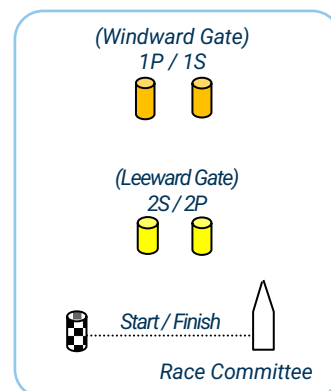 (Windward Gate)
1P / 1S
(Leeward Gate)
2S / 2P
Start / Finish
Race Committee